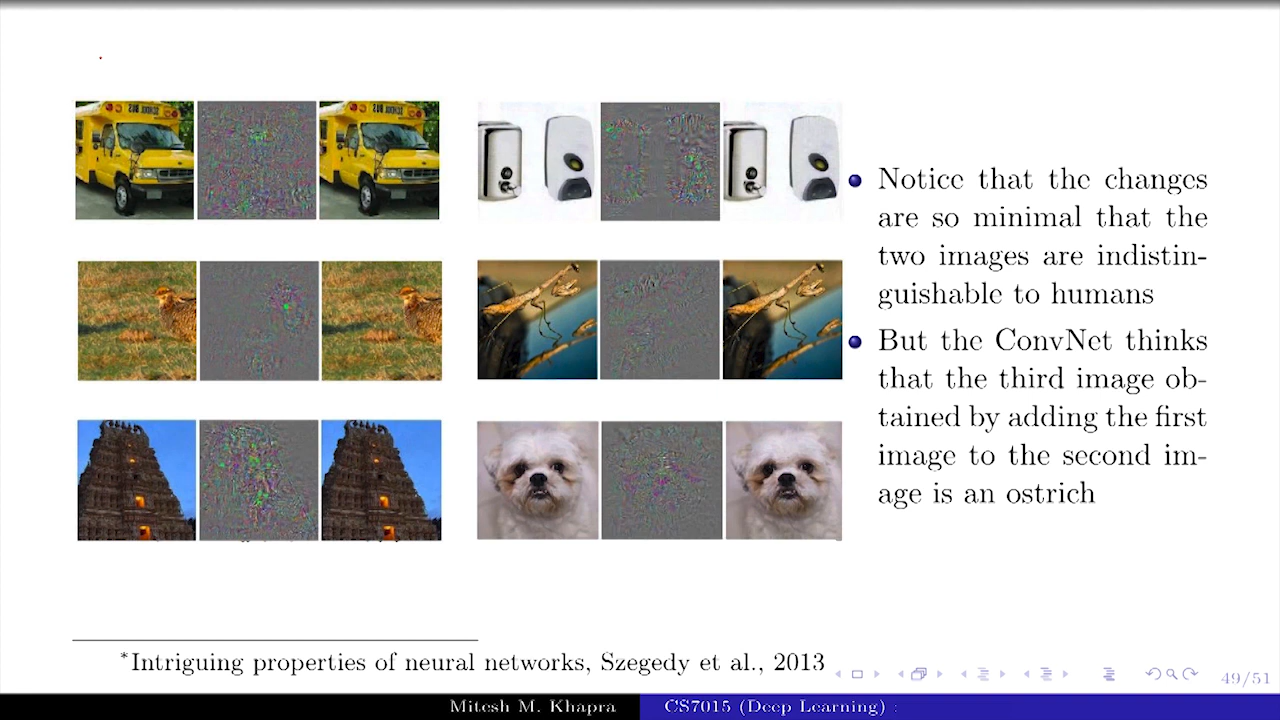 Notice that the changes
are so minimal that the
two images are indistin-
guishable to humans
But the ConvNet thinks
that the third image ob-
tained by adding the first
image to the second im-
age is an ostrich
*Intriguing properties of neural networks, Szegedy et al., 2013
49/51
Mitesh M. Khapra
CS7015 (Deep Learning) :